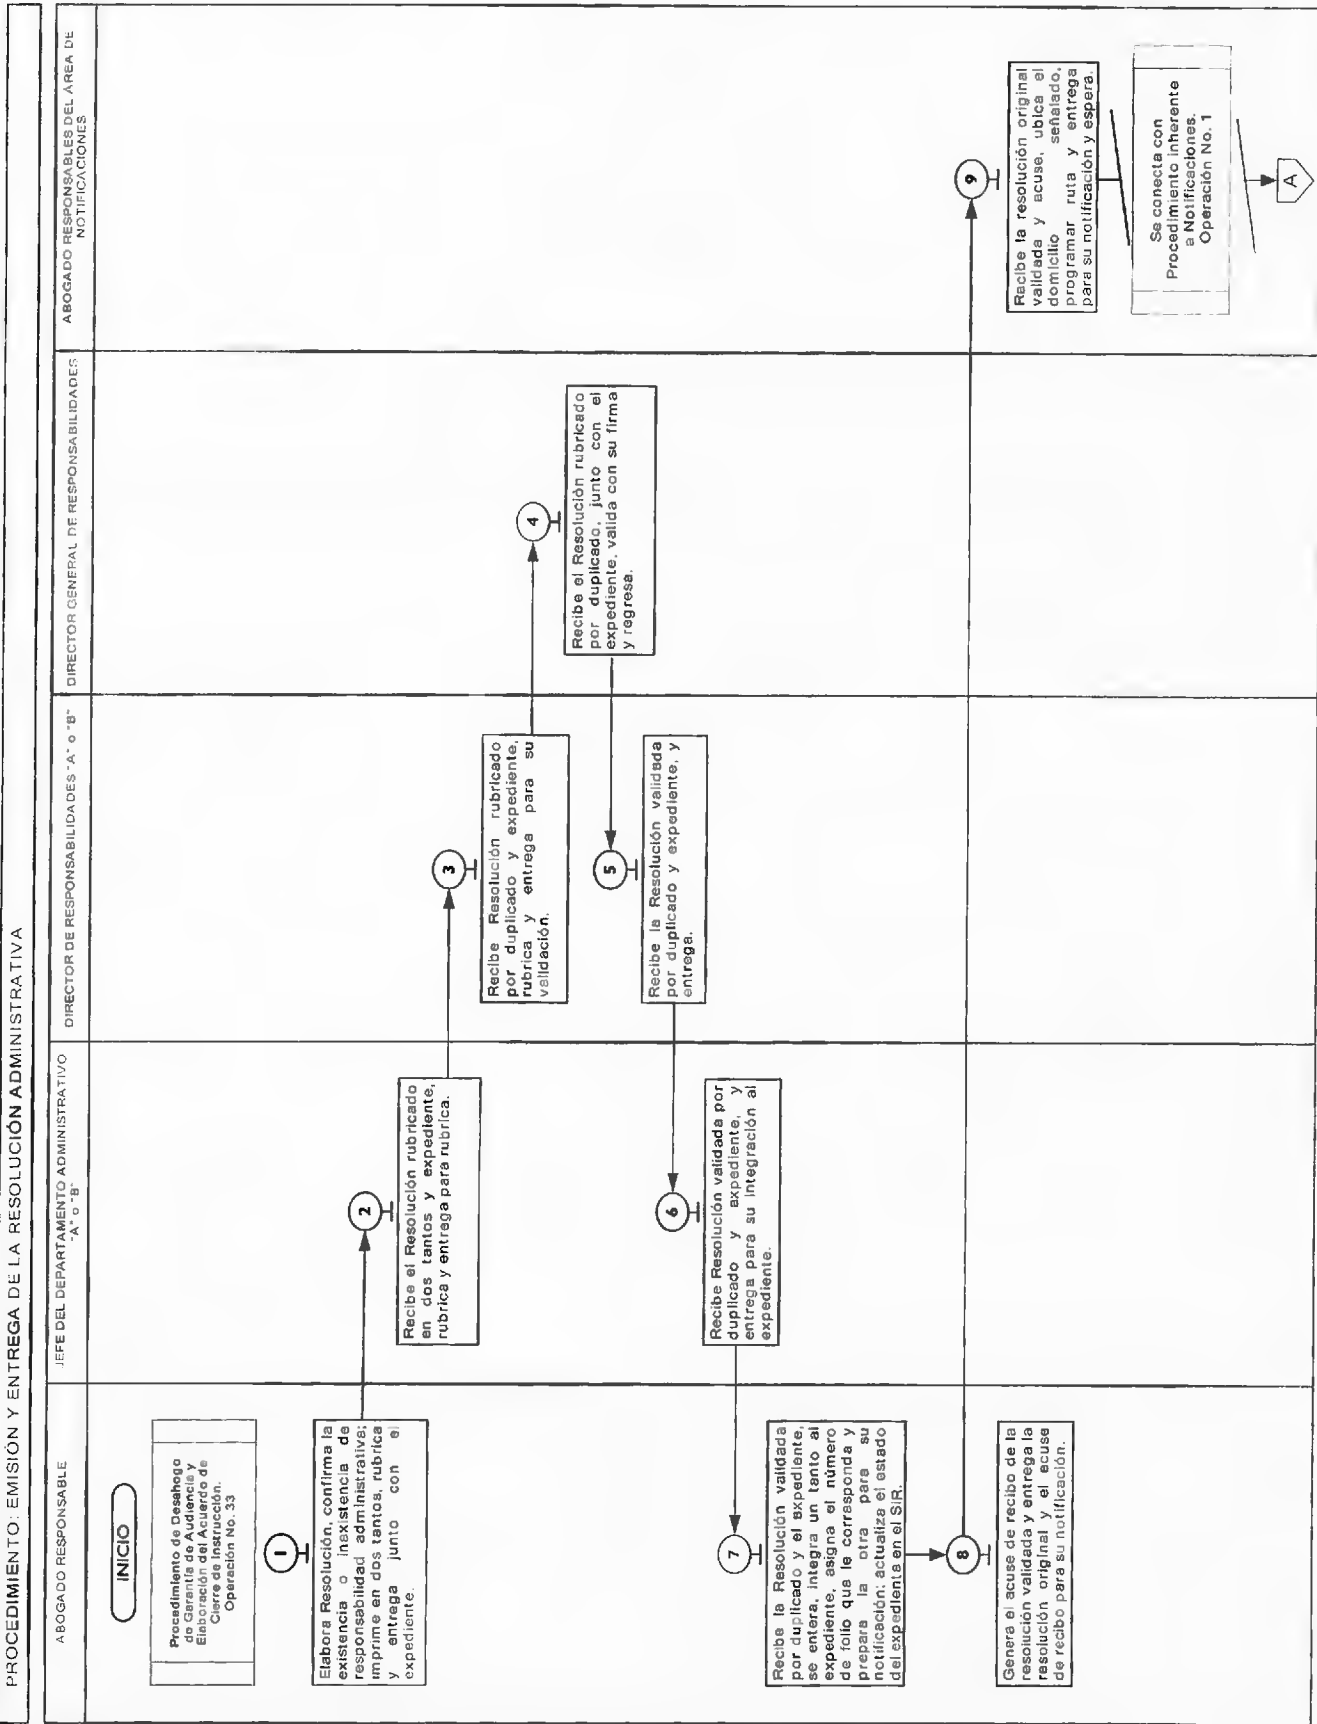 PROCEDIMIENTO: EMISIÓN Y ENTREGA DE LA RESOLUCIÓN ADMINISTRATIVA
ABOGADO RESPONSABLE
JEFE DEL DEPARTAMENTO ADMINISTRATIVO
"A" o "B"
DIRECTOR DE RESPONSABILIDADES "A" o "B"
DIRECTOR GENERAL DE RESPONSABILIDADES
ABOGADO RESPONSABLES DEL ÁREA DE
NOTIFICACIONES
INICIO
Procedimiento de Desahogo
de Garantía de Audiencia y
Elaboración del Acuerdo de
Cierre de Instrucción.
Operación No. 33
1
Elabora Resolución, confirma la
existencia o inexistencia de
responsabilidad administrativa;
imprime en dos tantos, rubrica
y entrega junto con el
expediente.
2
Recibe el Resolución rubricado
en dos tantos y expediente,
rubrica y entrega para rubrica.
3
Recibe Resolución rubricado
por duplicado y expediente,
rubrica y entrega para su
validación.
4
Recibe el Resolución rubricado
por duplicado, junto con el
expediente, valida con su firma
y regresa.
5
Recibe la Resolución validada
por duplicado y expediente, y
entrega.
6
Recibe Resolución validada por
duplicado y expediente, y
entrega para su integración al
expediente.
7
Recibe la Resolución validada
por duplicado y el expediente,
se entera, integra un tanto al
expediente, asigna el número
de folio que le corresponda y
prepara la otra para su
notificación; actualiza el estado
del expediente en el SIR.
8
Genera el acuse de recibo de la
resolución validada y entrega la
resolución original y el acuse
de recibo para su notificación.
9
Recibe la resolución original
validada y acuse, ubica el
domicilio señalado,
programar ruta y entrega
para su notificación y espera.
Se conecta con
Procedimiento inherente
a Notificaciones.
Operación No. 1
A